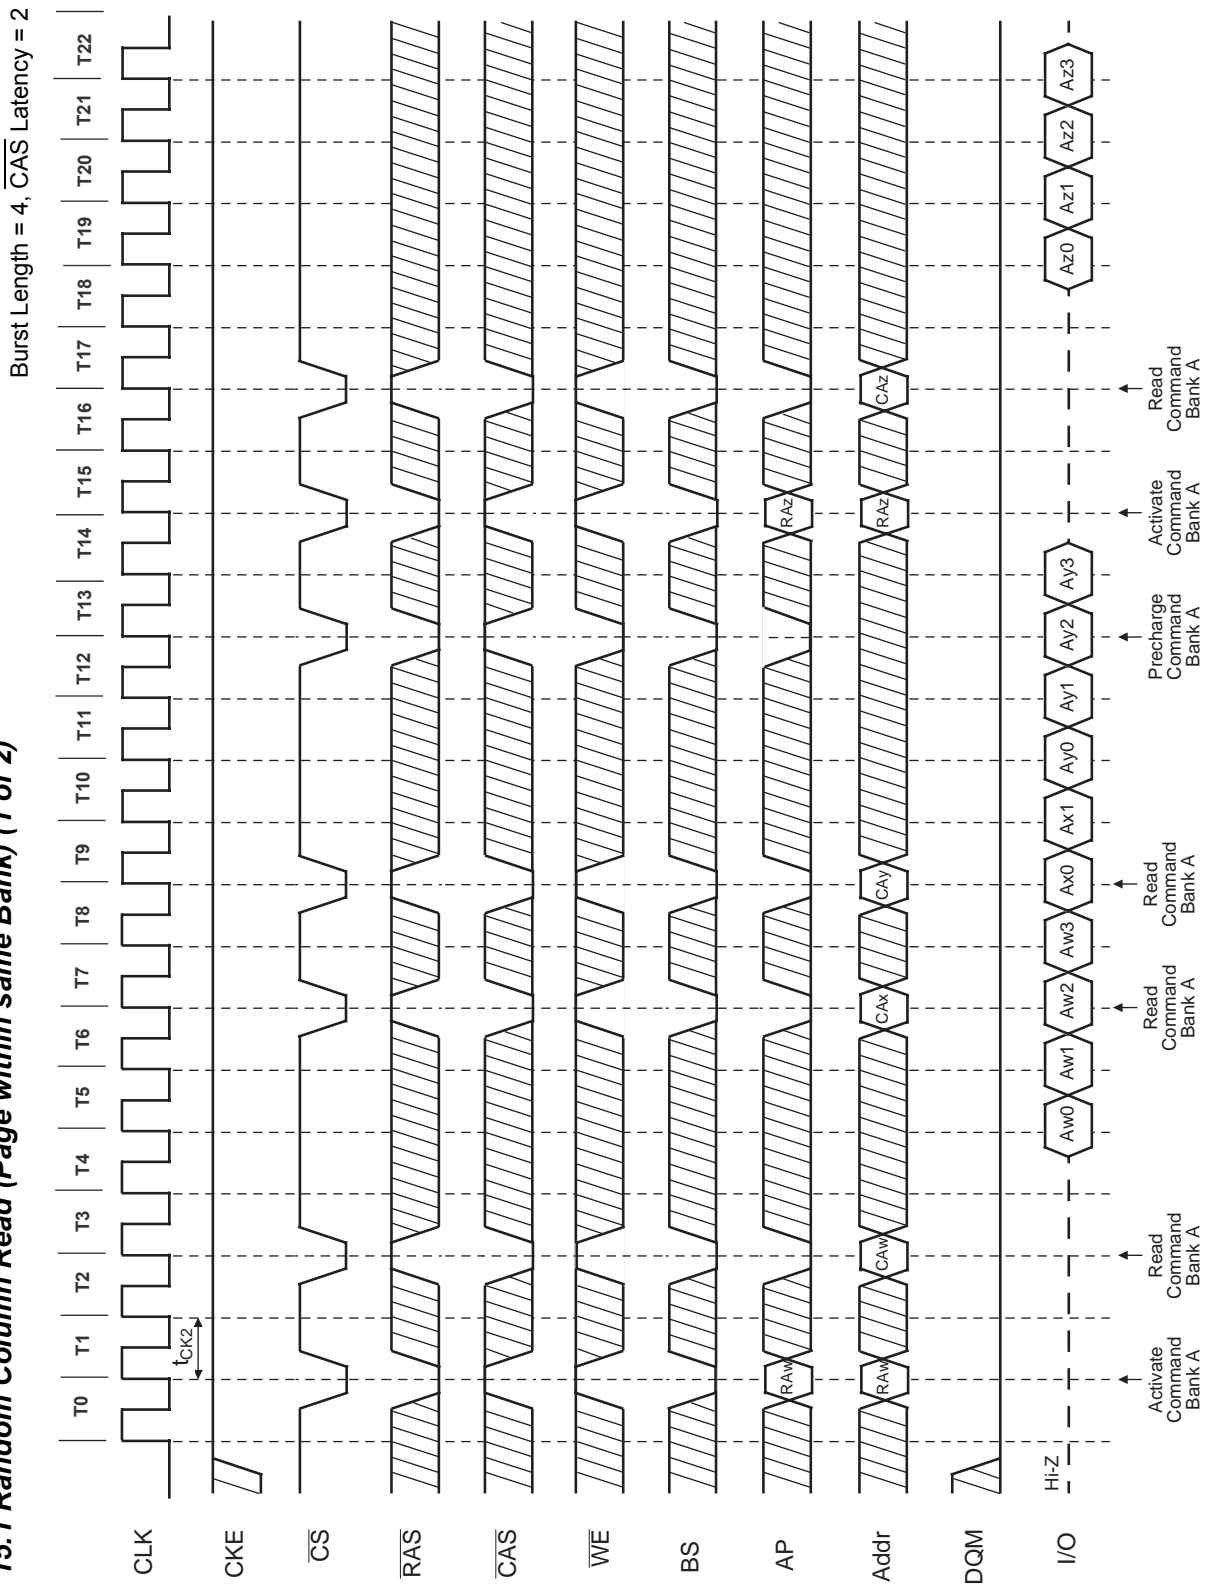 15.1 Random Column Read (Page within same Bank) (1 of 2)
Burst Length = 4, CAS Latency = 2
T0 T1 T2 T3 T4 T5 T6 T7 T8 T9 T10 T11 T12 T13 T14 T15 T16 T17 T18 T19 T20 T21 T22
CLK
tCK2
CKE
CS
RAS
CAS
WE
BS
AP RAw RAz
Addr RAw CAw CAx CAy RAz CAz
DQM
I/O Hi-Z Aw0 Aw1 Aw2 Aw3 Ax0 Ax1 Ay0 Ay1 Ay2 Ay3 Az0 Az1 Az2 Az3
Activate
Command
Bank A
Read
Command
Bank A
Read
Command
Bank A
Read
Command
Bank A
Precharge
Command
Bank A
Activate
Command
Bank A
Read
Command
Bank A